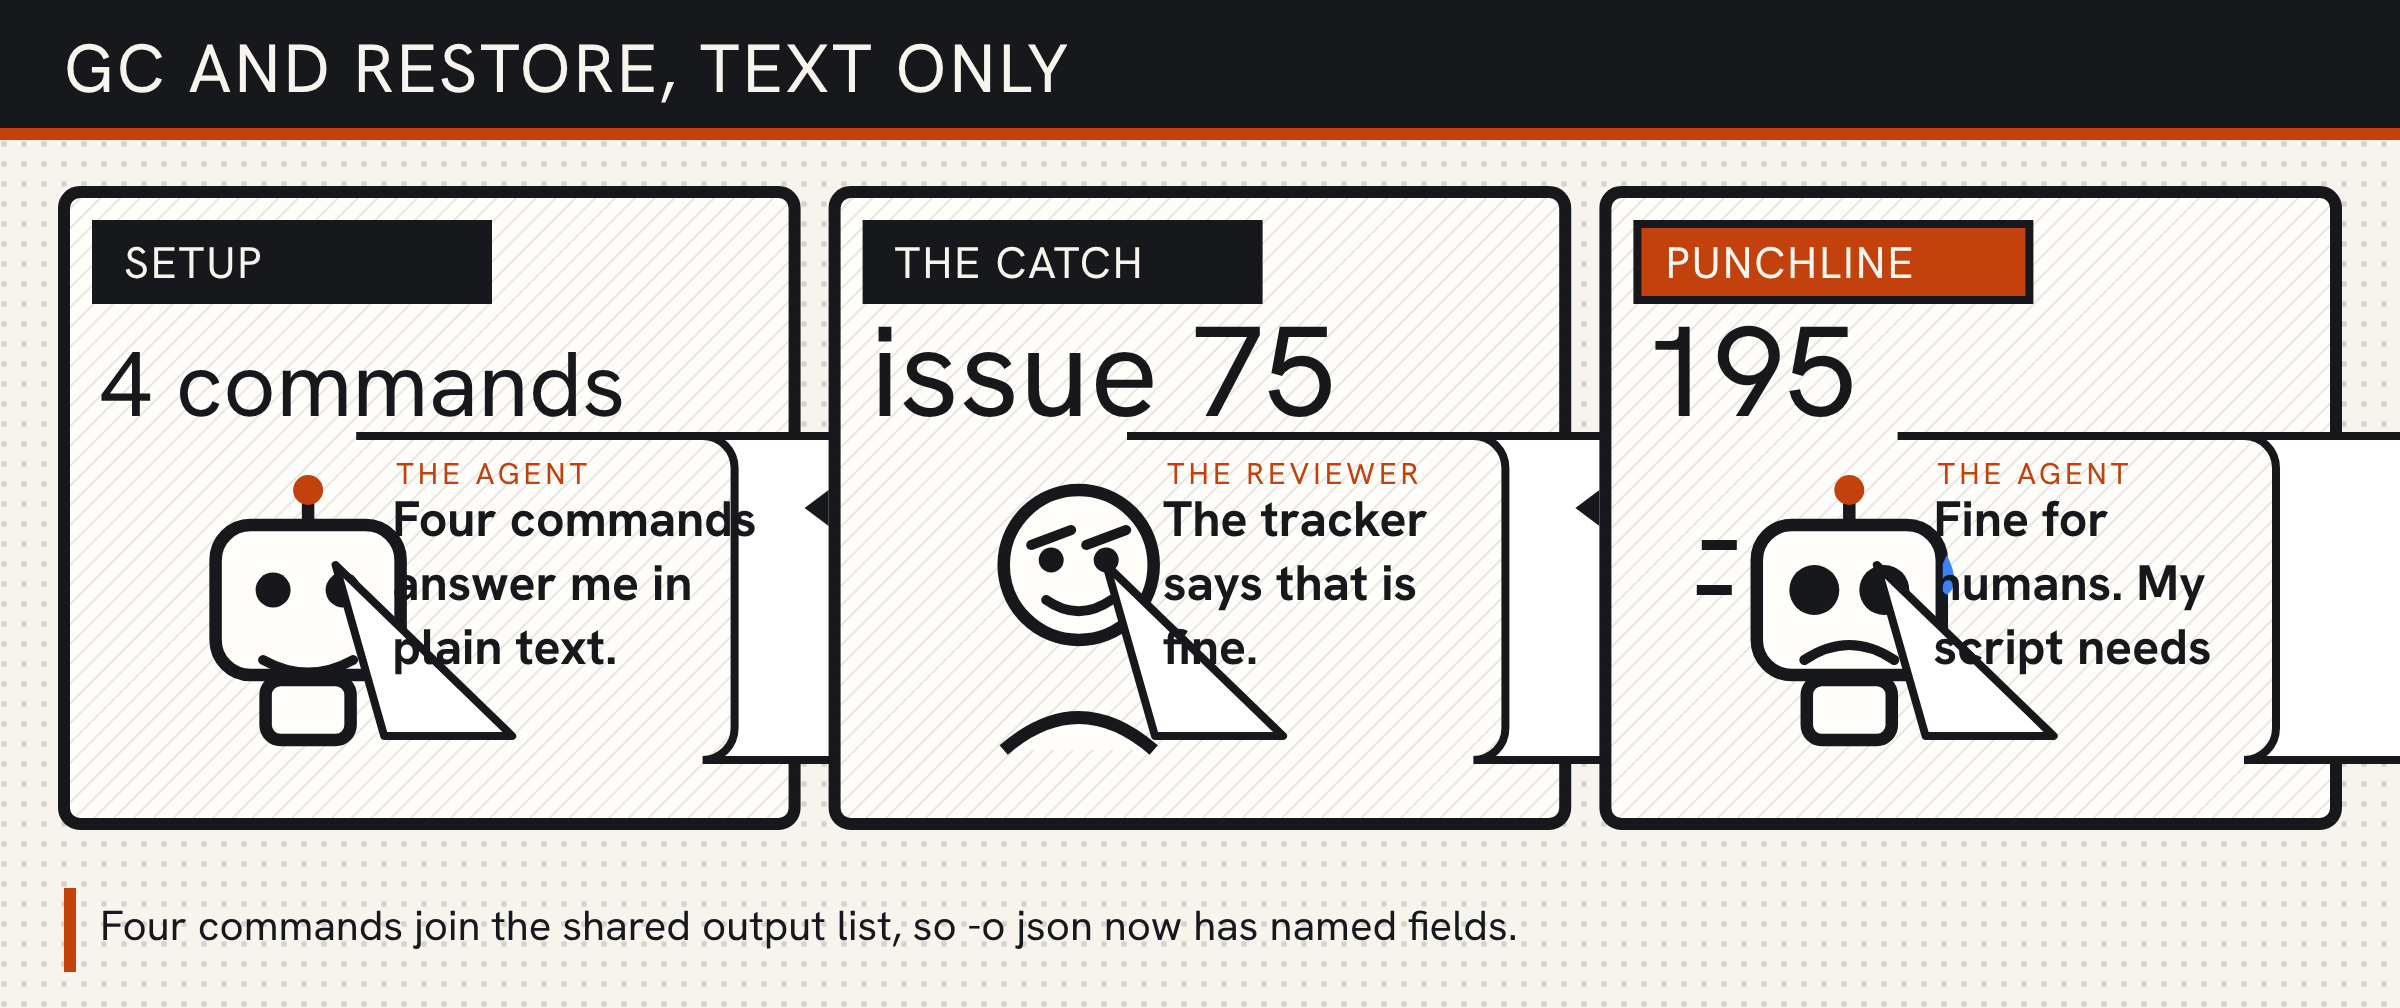 GC AND RESTORE, TEXT ONLY
SETUP
4 commands
THE AGENT
Four commands
answer me in
plain text.
THE CATCH
issue 75
THE REVIEWER
The tracker
says that is
fine.
PUNCHLINE
195
THE AGENT
Fine for
humans. My
script needs
Four commands join the shared output list, so -o json now has named fields.